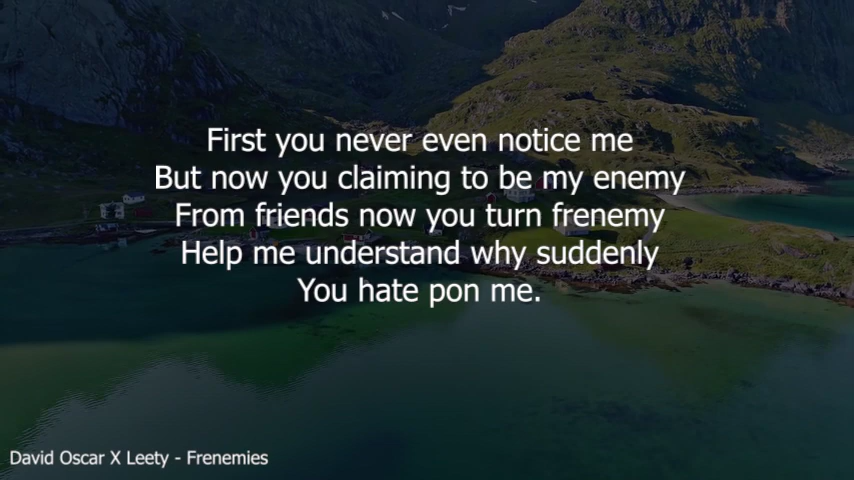 First you never even notice me
But now you claiming to be my enemy
From friends now you turn frenemy
Help me understand why suddenly
You hate pon me.
David Oscar X Leety - Frenemies